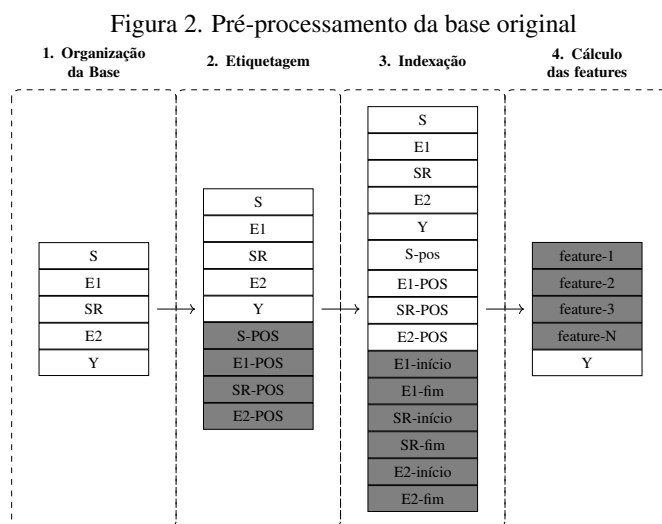 Figura 2. Pré-processamento da base original
1. Organização
da Base
2. Etiquetagem
3. Indexação
4. Cálculo
das features
S
E1
SR
E2
Y
S
E1
SR
E2
Y
S-POS
E1-POS
SR-POS
E2-POS
S
E1
SR
E2
Y
S-pos
E1-POS
SR-POS
E2-POS
E1-início
E1-fim
SR-início
SR-fim
E2-início
E2-fim
feature-1
feature-2
feature-3
feature-N
Y